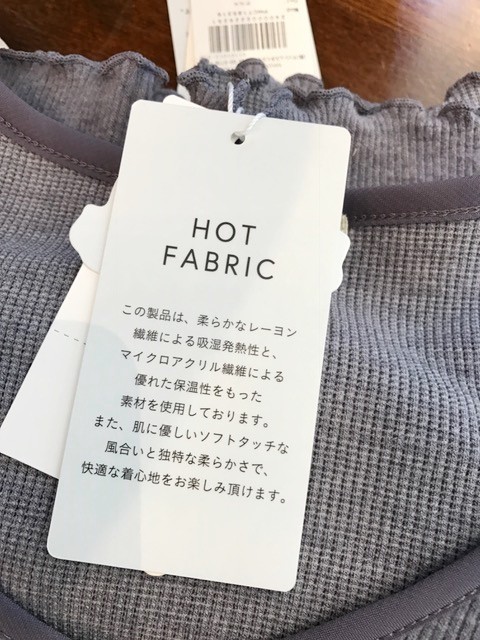 HOT
FABRIC
この製品は、柔らかなレーヨン
繊維による吸湿発熱性と、
マイクロアクリル繊維による
優れた保温性をもった
素材を使用しております。
また、肌に優しいソフトタッチな
風合いと独特な柔らかさで、
快適な着心地をお楽しみ頂けます。